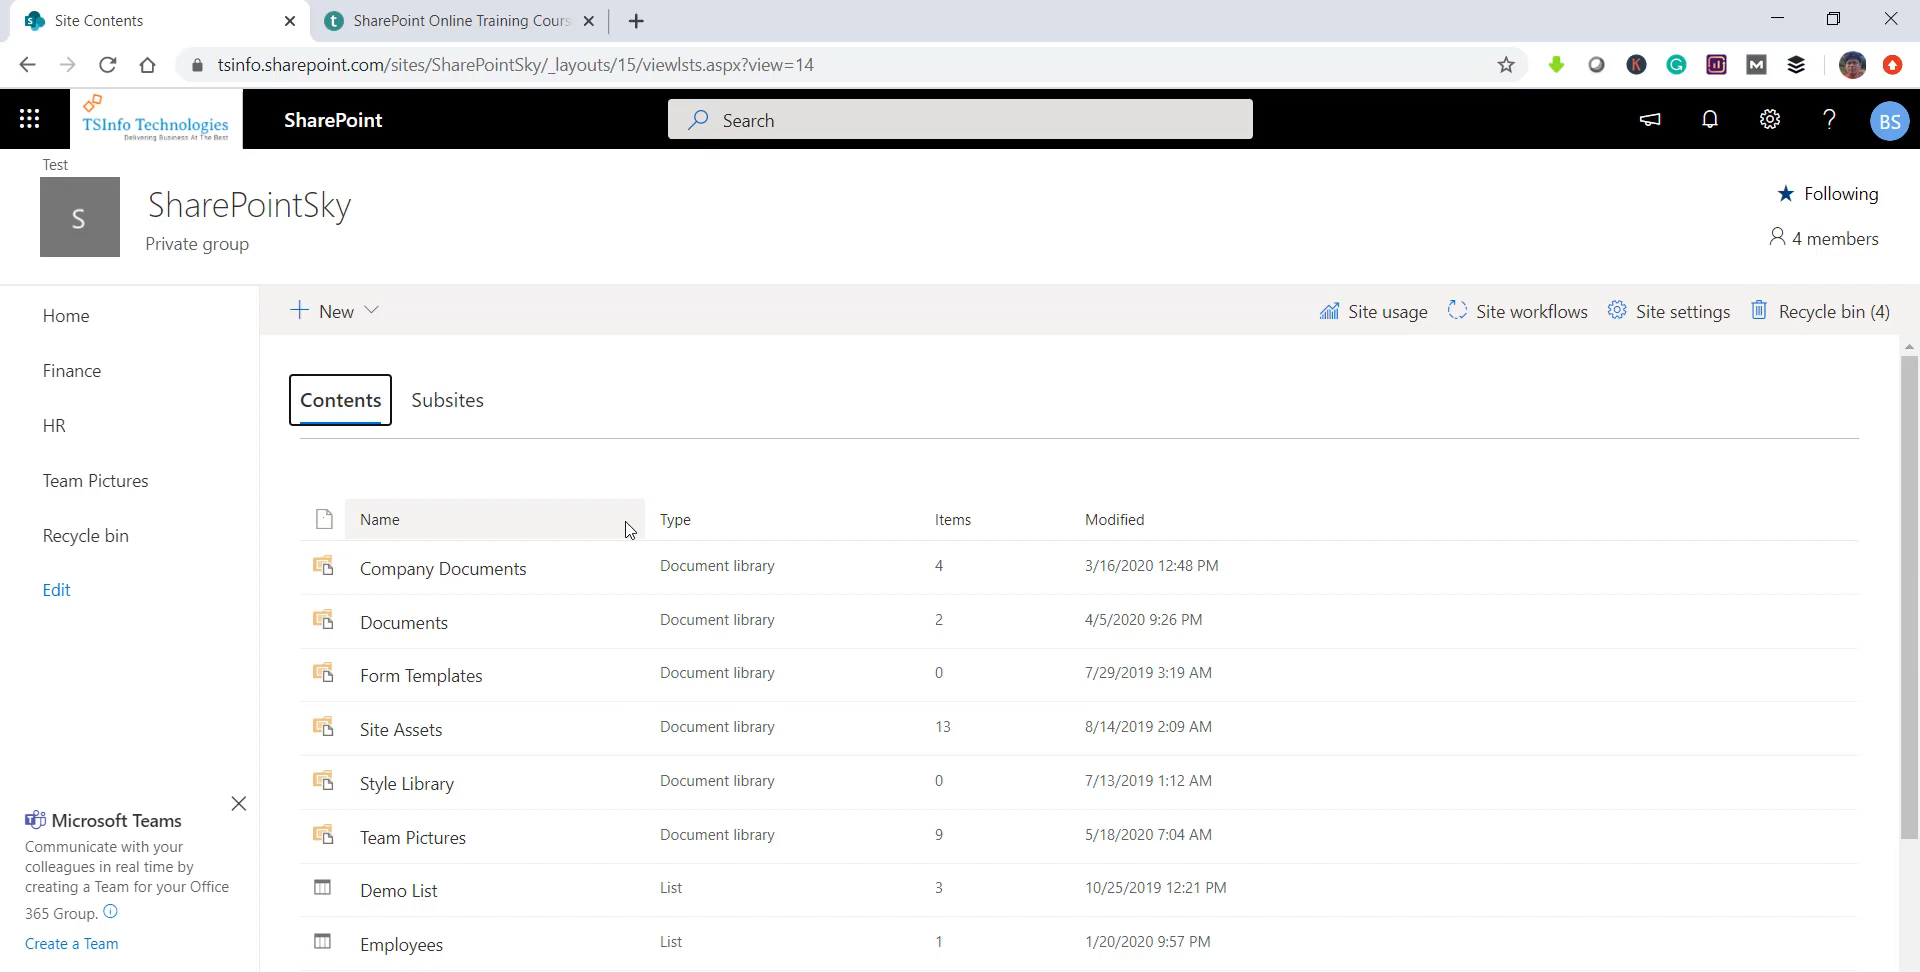 Site Contents
SharePoint Online Training Cours
tsinfo.sharepoint.com/sites/SharePointSky/_layouts/15/viewlsts.aspx?view=14
TSInfo Technologies
Delivering Business At The Best
SharePoint
Search
BS
Test
S
SharePointSky
Private group
Following
4 members
Home
Finance
HR
Team Pictures
Recycle bin
Edit
New
Site usage
Site workflows
Site settings
Recycle bin (4)
Contents
Subsites
Name Type Items Modified
Company Documents Document library 4 3/16/2020 12:48 PM
Documents Document library 2 4/5/2020 9:26 PM
Form Templates Document library 0 7/29/2019 3:19 AM
Site Assets Document library 13 8/14/2019 2:09 AM
Style Library Document library 0 7/13/2019 1:12 AM
Team Pictures Document library 9 5/18/2020 7:04 AM
Demo List List 3 10/25/2019 12:21 PM
Employees List 1 1/20/2020 9:57 PM
Microsoft Teams
Communicate with your
colleagues in real time by
creating a Team for your Office
365 Group.
Create a Team